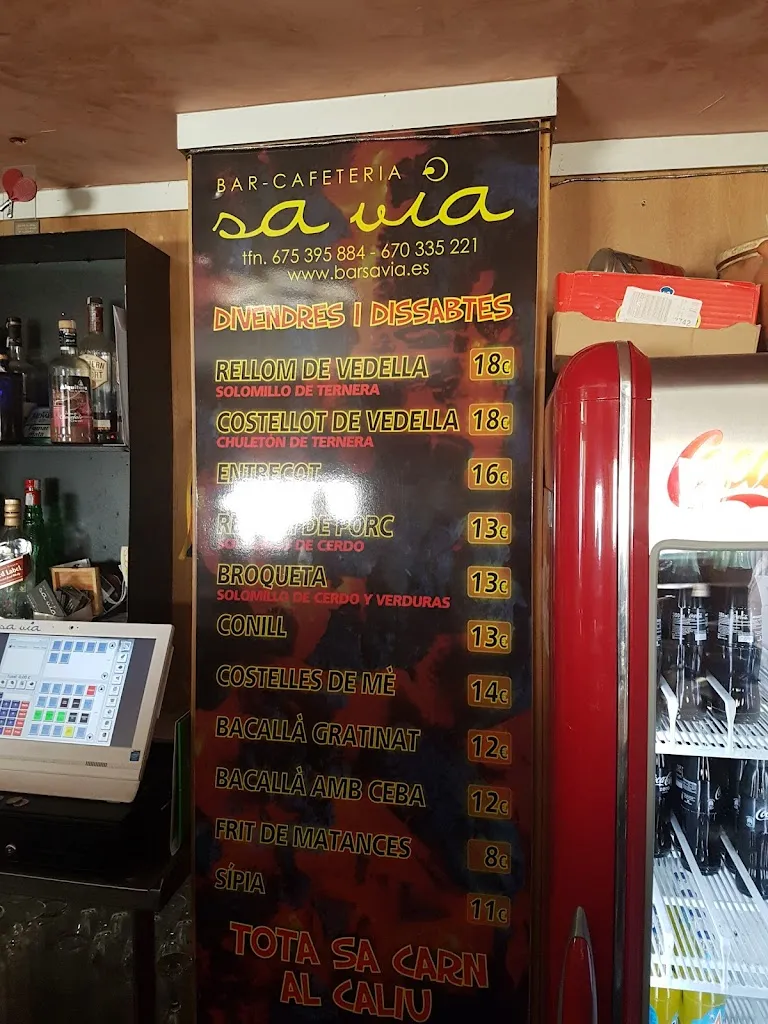 BAR-CAFETERIA
sa via
tfn. 675 395 884 - 670 335 221
www.barsavia.es
DIVENDRES I DISSABTES
RELLOM DE VEDELLA 18€
SOLOMILLO DE TERNERA
COSTELLOT DE VEDELLA 18€
CHULETÓN DE TERNERA
ENTRECOT 16€
DE PORC 13€
DE CERDO
BROQUETA 13€
SOLOMILLO DE CERDO Y VERDURAS
CONILL 13€
COSTELLES DE MÉ 14€
BACALLÀ GRATINAT 12€
BACALLÀ AMB CEBA 12€
FRIT DE MATANCES 8€
SÍPIA 11€
TOTA SA CARN
AL CALIU
sa via